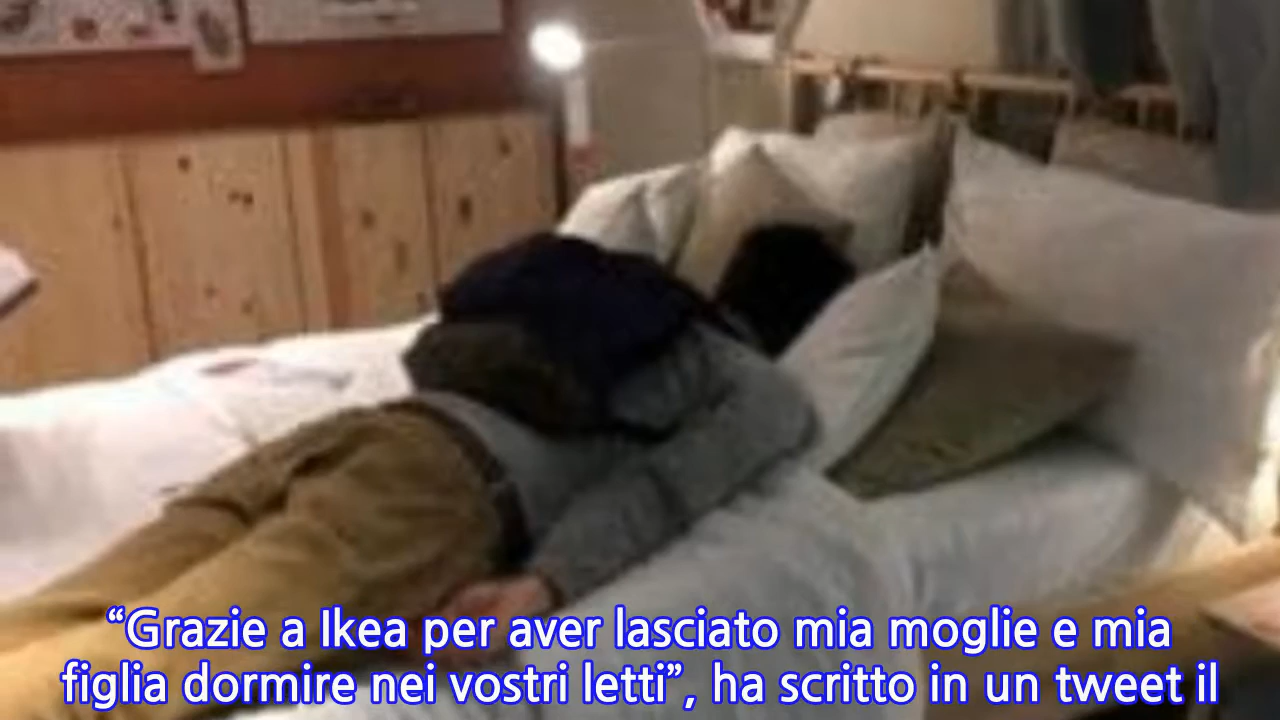 “Grazie a Ikea per aver lasciato mia moglie e mia
figlia dormire nei vostri letti”, ha scritto in un tweet il